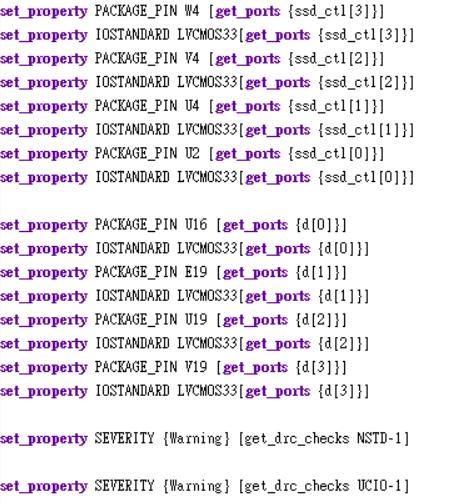 set_property PACKAGE_PIN W4 [get_ports {ssd_ctl[3]}]
set_property IOSTANDARD LVCMOS33[get_ports {ssd_ctl[3]}]
set_property PACKAGE_PIN V4 [get_ports {ssd_ctl[2]}]
set_property IOSTANDARD LVCMOS33[get_ports {ssd_ctl[2]}]
set_property PACKAGE_PIN U4 [get_ports {ssd_ctl[1]}]
set_property IOSTANDARD LVCMOS33[get_ports {ssd_ctl[1]}]
set_property PACKAGE_PIN U2 [get_ports {ssd_ctl[0]}]
set_property IOSTANDARD LVCMOS33[get_ports {ssd_ctl[0]}]
set_property PACKAGE_PIN U16 [get_ports {d[0]}]
set_property IOSTANDARD LVCMOS33[get_ports {d[0]}]
set_property PACKAGE_PIN E19 [get_ports {d[1]}]
set_property IOSTANDARD LVCMOS33[get_ports {d[1]}]
set_property PACKAGE_PIN U19 [get_ports {d[2]}]
set_property IOSTANDARD LVCMOS33[get_ports {d[2]}]
set_property PACKAGE_PIN V19 [get_ports {d[3]}]
set_property IOSTANDARD LVCMOS33[get_ports {d[3]}]
set_property SEVERITY {Warning} [get_drc_checks NSTD-1]
set_property SEVERITY {Warning} [get_drc_checks UCIO-1]